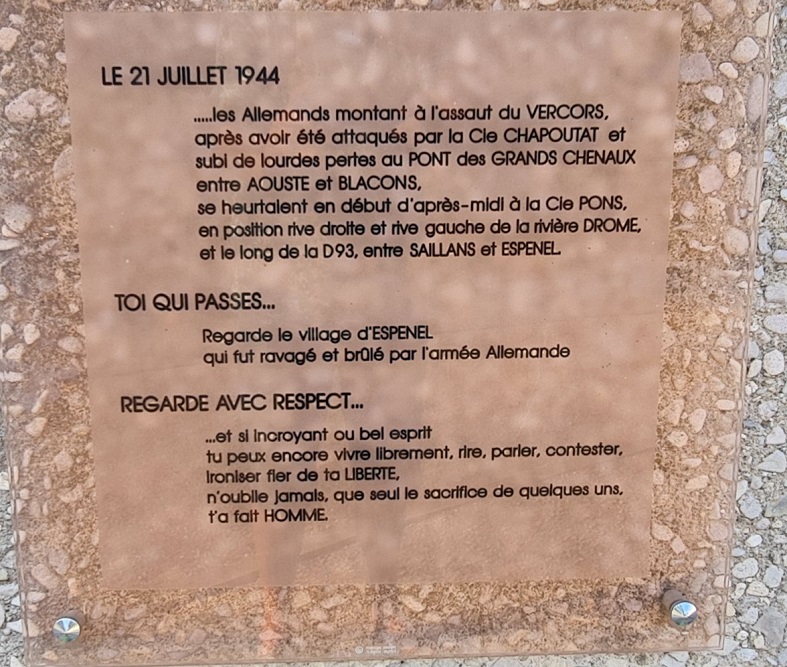 LE 21 JUILLET 1944
.....les Allemands montant à l'assaut du VERCORS,
après avoir été attaqués par la Cie CHAPOUTAT et
subi de lourdes pertes au PONT des GRANDS CHENAUX
entre AOUSTE et BLACONS,
se heurtaient en début d'après-midi à la Cie PONS,
en position rive droite et rive gauche de la rivière DROME,
et le long de la D93, entre SAILLANS et ESPENEL.
TOI QUI PASSES...
Regarde le village d'ESPENEL
qui fut ravagé et brûlé par l'armée Allemande
REGARDE AVEC RESPECT...
...et si incroyant ou bel esprit
tu peux encore vivre librement, rire, parler, contester,
ironiser fier de ta LIBERTE,
n'oublie jamais, que seul le sacrifice de quelques uns,
t'a fait HOMME.